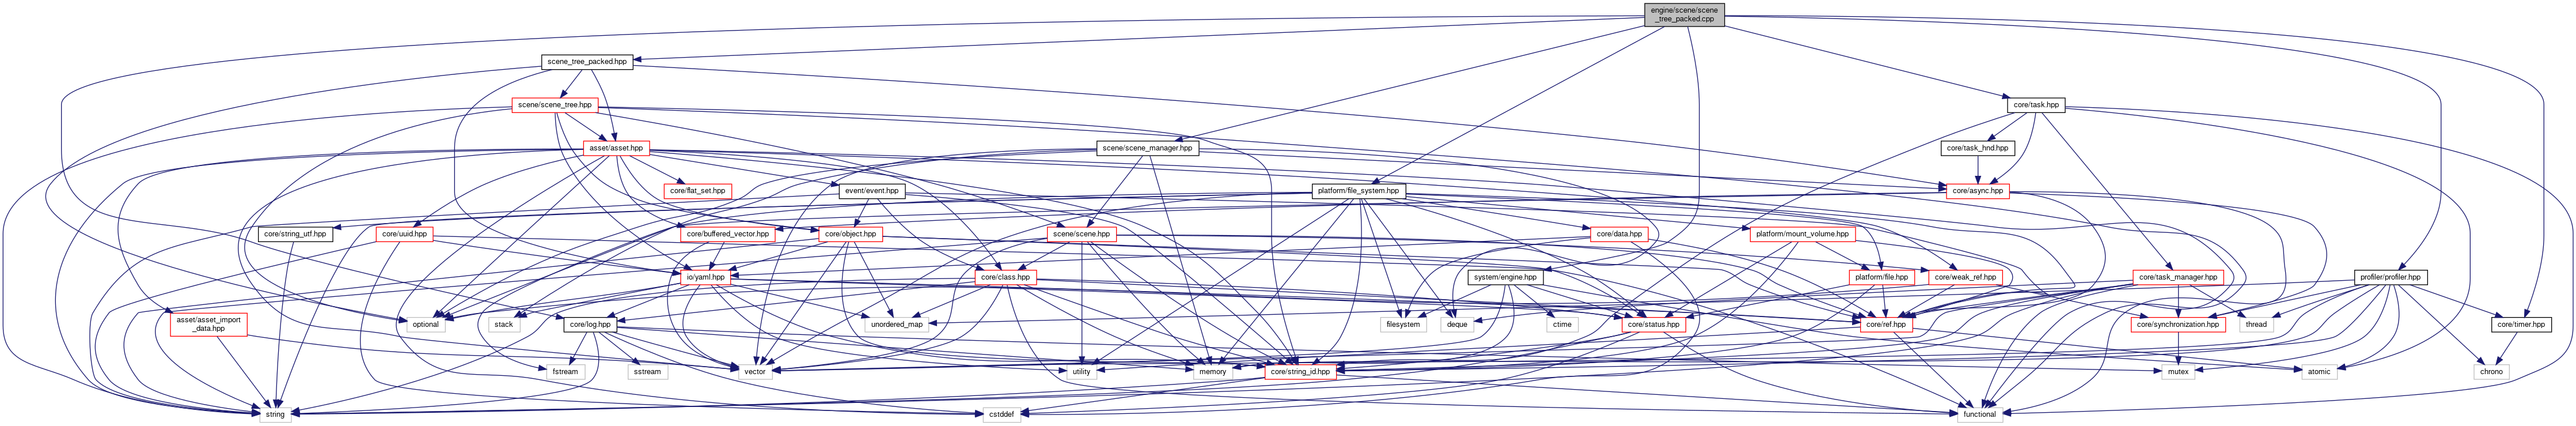 engine/scene/scene
_tree_packed.cpp
scene_tree_packed.hpp
scene/scene_tree.hpp
core/task.hpp
asset/asset.hpp
scene/scene_manager.hpp
core/task_hnd.hpp
core/flat_set.hpp
event/event.hpp
platform/file_system.hpp
core/async.hpp
core/string_utf.hpp
core/uuid.hpp
core/buffered_vector.hpp
core/object.hpp
scene/scene.hpp
core/data.hpp
platform/mount_volume.hpp
io/yaml.hpp
core/class.hpp
system/engine.hpp
platform/file.hpp
core/weak_ref.hpp
core/task_manager.hpp
profiler/profiler.hpp
asset/asset_import
_data.hpp
optional
stack
core/log.hpp
unordered_map
filesystem
deque
core/status.hpp
ctime
core/ref.hpp
core/synchronization.hpp
thread
core/timer.hpp
fstream
sstream
vector
utility
memory
core/string_id.hpp
mutex
atomic
chrono
string
cstddef
functional